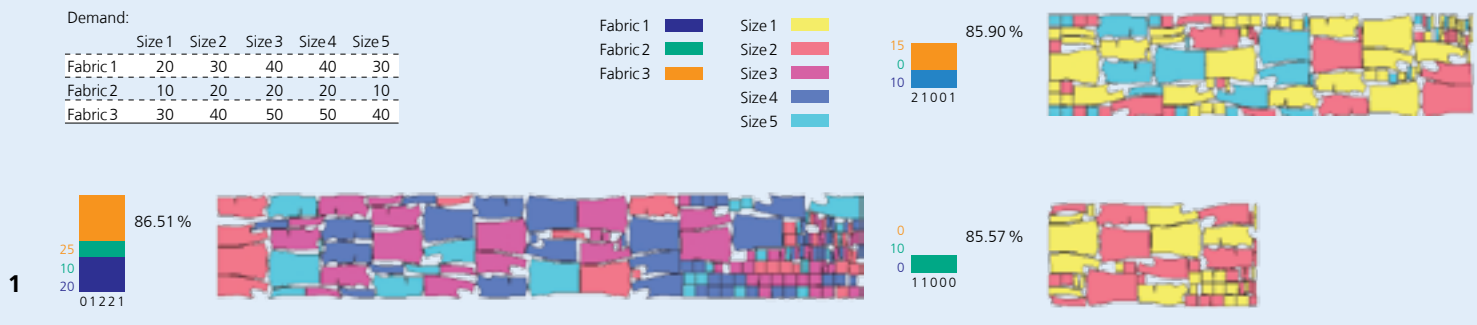 Demand:
Size 1 Size 2 Size 3 Size 4 Size 5
Fabric 1 20 30 40 40 30
Fabric 2 10 20 20 20 10
Fabric 3 30 40 50 50 40
Fabric 1
Fabric 2
Fabric 3
Size 1
Size 2
Size 3
Size 4
Size 5
15
0
10
2 1 0 0 1
85.90 %
1
25
10
20
0 1 2 2 1
86.51 %
0
10
0
1 1 0 0 0
85.57 %